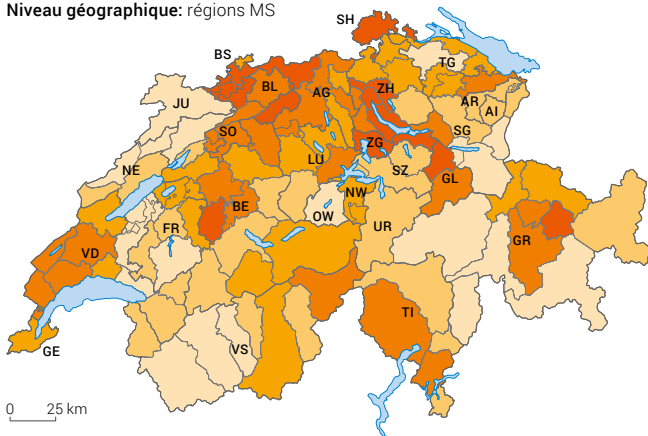 Niveau géographique: régions MS
SH
BS
TG
JU
BL
AG
ZH
AR
AI
SO
SG
ZG
LU
NE
SZ
GL
NW
BE
OW
FR
UR
GR
VD
TI
VS
GE
0 25 km